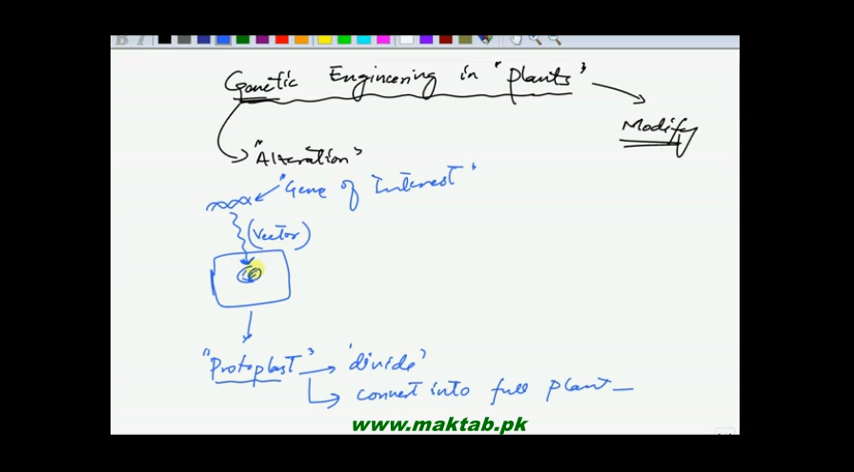 Genetic Engineering in "plants"
Modify
"Alteration"
"Gene of Interest"
(Vector)
"Protoplast" → 'divide'
convert into full plant
www.maktab.pk